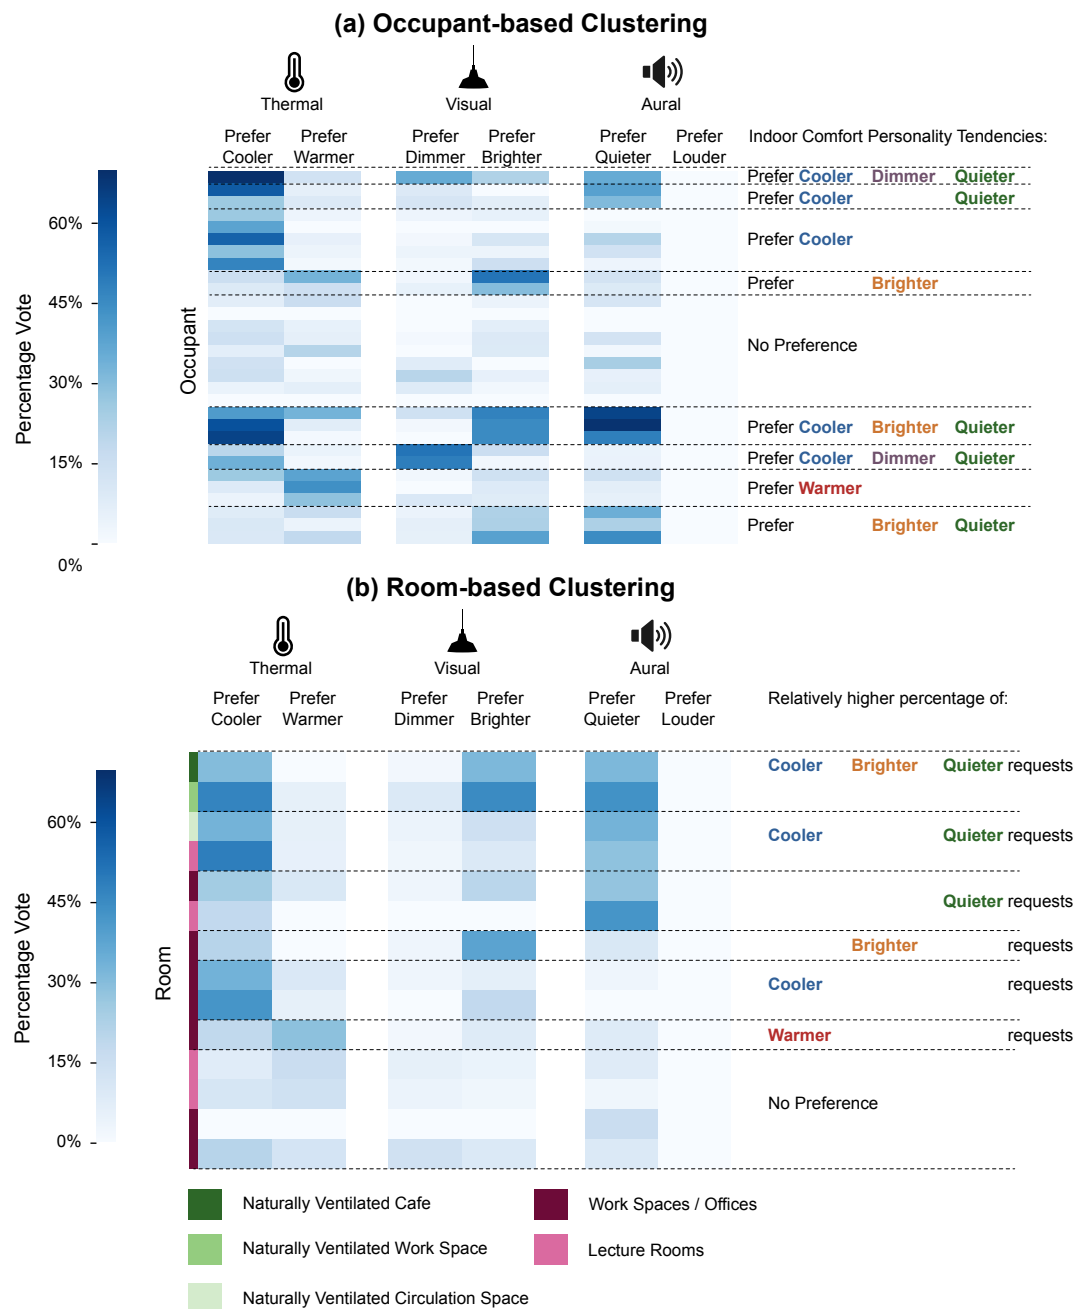 (a) Occupant-based Clustering
Thermal
Visual
Aural
Prefer Cooler
Prefer Warmer
Prefer Dimmer
Prefer Brighter
Prefer Quieter
Prefer Louder
Indoor Comfort Personality Tendencies:
Percentage Vote
60%
45%
30%
15%
0%
Occupant
Prefer Cooler Dimmer Quieter
Prefer Cooler Quieter
Prefer Cooler
Prefer Brighter
No Preference
Prefer Cooler Brighter Quieter
Prefer Cooler Dimmer Quieter
Prefer Warmer
Prefer Brighter Quieter
(b) Room-based Clustering
Thermal
Visual
Aural
Prefer Cooler
Prefer Warmer
Prefer Dimmer
Prefer Brighter
Prefer Quieter
Prefer Louder
Relatively higher percentage of:
Percentage Vote
60%
45%
30%
15%
0%
Room
Cooler Brighter Quieter requests
Cooler Quieter requests
Quieter requests
Brighter requests
Cooler requests
Warmer requests
No Preference
Naturally Ventilated Cafe
Naturally Ventilated Work Space
Naturally Ventilated Circulation Space
Work Spaces / Offices
Lecture Rooms